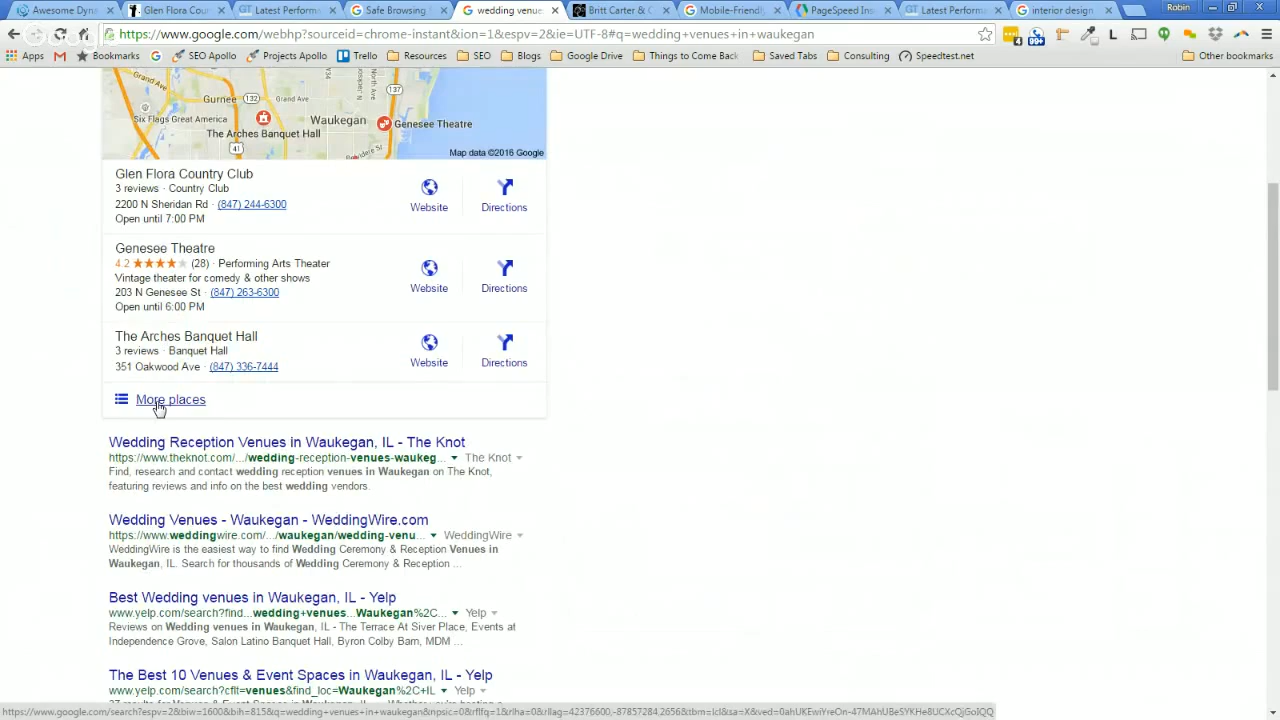 Awesome Dyna
Glen Flora Coun
Latest Performa
Safe Browsing
wedding venue
Britt Carter & C
Mobile-Friendly
PageSpeed Insi
Latest Performa
interior design
Robin
https://www.google.com/webhp?sourceid=chrome-instant&ion=1&espv=2&ie=UTF-8#q=wedding+venues+in+waukegan
4
99+
Apps
Bookmarks
SEO Apollo
Projects Apollo
Trello
Resources
SEO
Blogs
Google Drive
Things to Come Back
Saved Tabs
Consulting
Speedtest.net
Other bookmarks
Grand Ave
Gurnee 132 Grand Ave
137
Six Flags Great America
Waukegan
Genesee Theatre
The Arches Banquet Hall
41
Map data ©2016 Google
Glen Flora Country Club
3 reviews · Country Club
2200 N Sheridan Rd · (847) 244-6300
Open until 7:00 PM
Website
Directions
Genesee Theatre
4.2 ★★★★★ (28) · Performing Arts Theater
Vintage theater for comedy & other shows
203 N Genesee St · (847) 263-6300
Open until 6:00 PM
Website
Directions
The Arches Banquet Hall
3 reviews · Banquet Hall
351 Oakwood Ave · (847) 336-7444
Website
Directions
More places
Wedding Reception Venues in Waukegan, IL - The Knot
https://www.theknot.com/.../wedding-reception-venues-waukeg... The Knot
Find, research and contact wedding reception venues in Waukegan on The Knot,
featuring reviews and info on the best wedding vendors.
Wedding Venues - Waukegan - WeddingWire.com
https://www.weddingwire.com/.../waukegan/wedding-venu... WeddingWire
WeddingWire is the easiest way to find Wedding Ceremony & Reception Venues in
Waukegan, IL. Search for thousands of Wedding Ceremony & Reception ...
Best Wedding venues in Waukegan, IL - Yelp
www.yelp.com/search?find...wedding+venues...Waukegan%2C... Yelp
Reviews on Wedding venues in Waukegan, IL - The Terrace At Siver Place, Events at
Independence Grove, Salon Latino Banquet Hall, Byron Colby Barn, MDM ...
The Best 10 Venues & Event Spaces in Waukegan, IL - Yelp
www.yelp.com/search?cflt=venues&find_loc=Waukegan%2C+IL Yelp